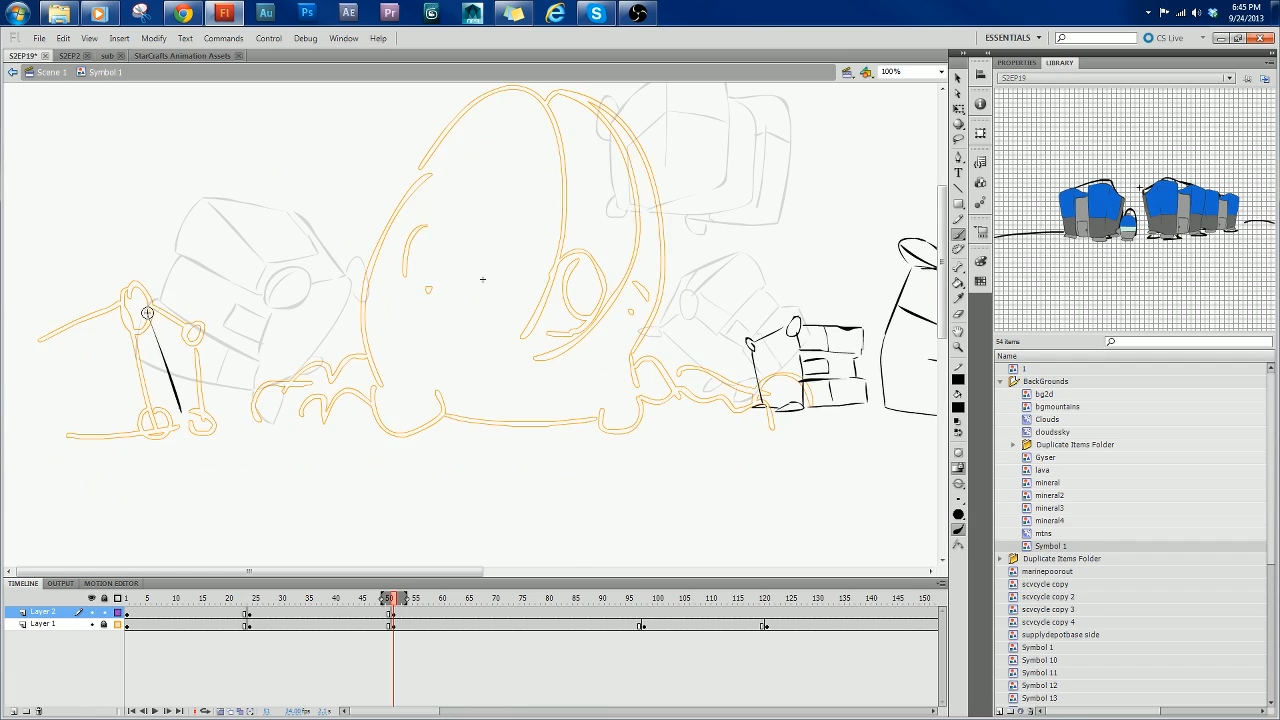 Fl
Au
Ps
Ae
Pr
6:45 PM
9/24/2013
Fl File Edit View Insert Modify Text Commands Control Debug Window Help
ESSENTIALS
CS Live
S2EP19*
S2EP2
sub
StarCrafts Animation Assets
Scene 1
Symbol 1
100%
PROPERTIES LIBRARY
S2EP19
54 items
Name
1
BackGrounds
bg2d
bgmountains
Clouds
cloudssky
Duplicate Items Folder
Gyser
lava
mineral
mineral2
mineral3
mineral4
mtns
Symbol 1
Duplicate Items Folder
marinepoorout
scvcycle copy
scvcycle copy 2
scvcycle copy 3
scvcycle copy 4
supplydepotbase side
Symbol 1
Symbol 10
Symbol 11
Symbol 12
Symbol 13
TIMELINE OUTPUT MOTION EDITOR
1 5 10 15 20 25 30 35 40 45 50 55 60 65 70 75 80 85 90 95 100 105 110 115 120 125 130 135 140 145 150
Layer 2
Layer 1